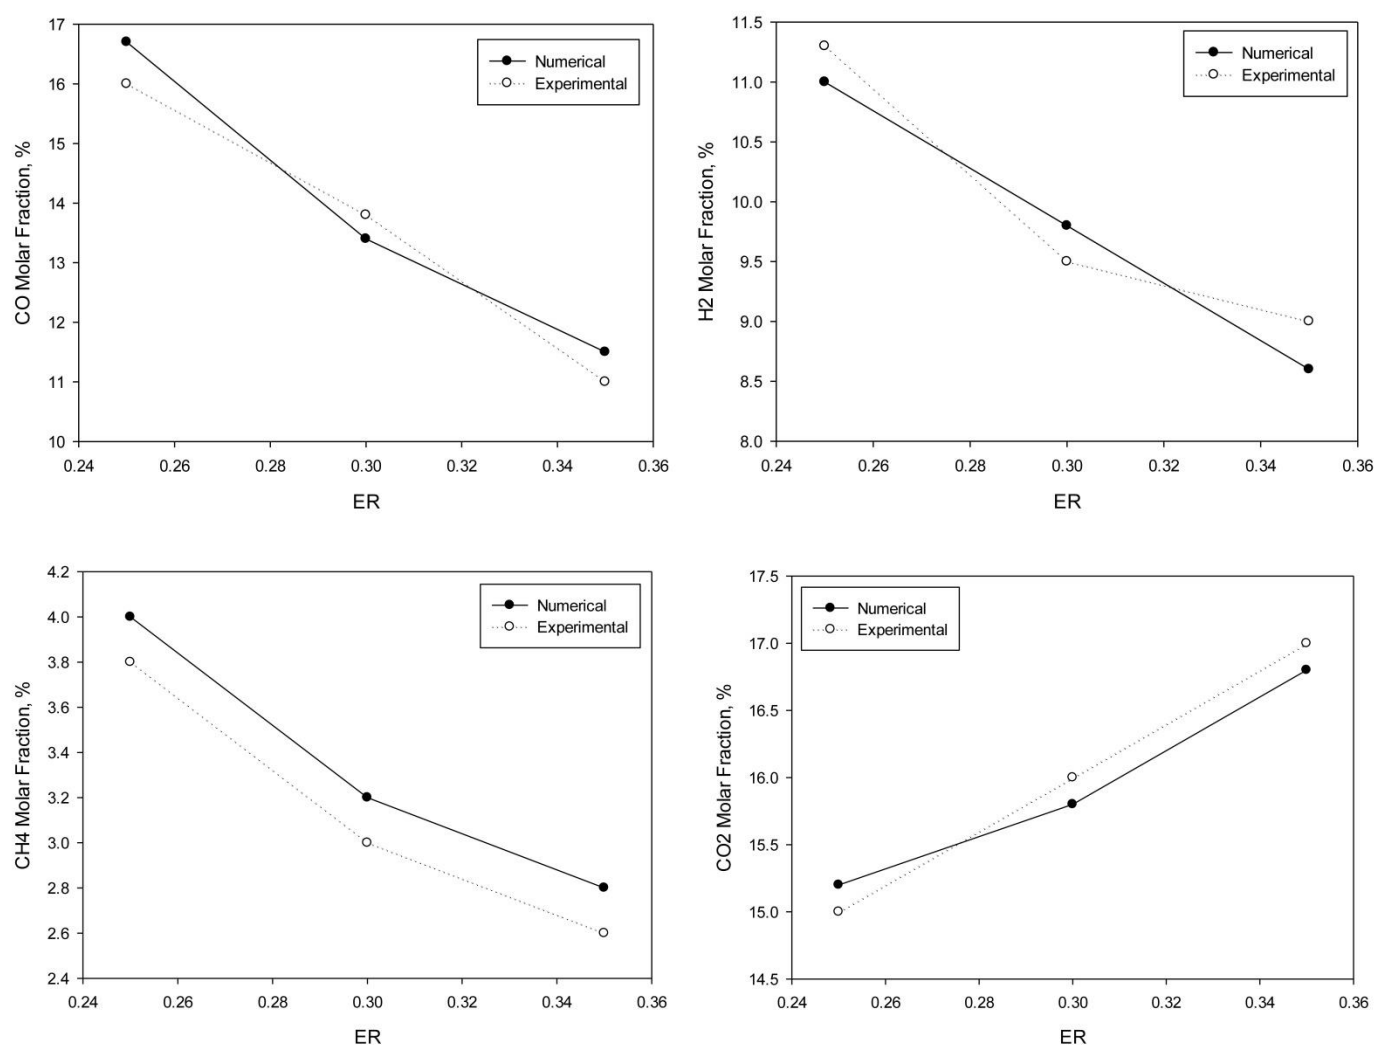 17
16
15
14
13
12
11
10
CO Molar Fraction, %
Numerical
Experimental
0.24 0.26 0.28 0.30 0.32 0.34 0.36
ER
11.5
11.0
10.5
10.0
9.5
9.0
8.5
8.0
H2 Molar Fraction, %
Numerical
Experimental
0.24 0.26 0.28 0.30 0.32 0.34 0.36
ER
4.2
4.0
3.8
3.6
3.4
3.2
3.0
2.8
2.6
2.4
CH4 Molar Fraction, %
Numerical
Experimental
0.24 0.26 0.28 0.30 0.32 0.34 0.36
ER
17.5
17.0
16.5
16.0
15.5
15.0
14.5
CO2 Molar Fraction, %
Numerical
Experimental
0.24 0.26 0.28 0.30 0.32 0.34 0.36
ER